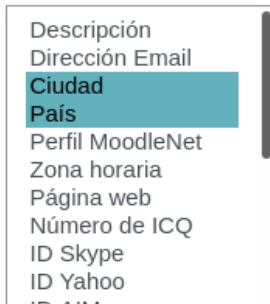 Descripción
Dirección Email
Ciudad
País
Perfil MoodleNet
Zona horaria
Página web
Número de ICQ
ID Skype
ID Yahoo